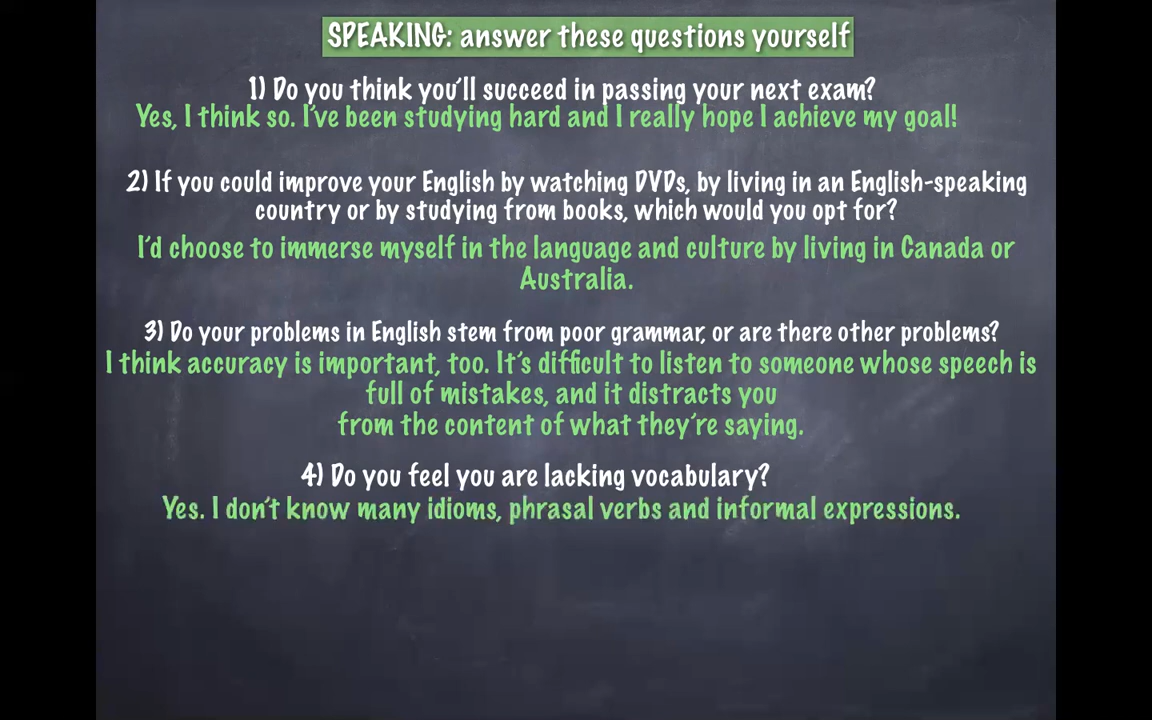 SPEAKING: answer these questions yourself
1) Do you think you'll succeed in passing your next exam?
Yes, I think so. I've been studying hard and I really hope I achieve my goal!
2) If you could improve your English by watching DVDs, by living in an English-speaking
country or by studying from books, which would you opt for?
I'd choose to immerse myself in the language and culture by living in Canada or
Australia.
3) Do your problems in English stem from poor grammar, or are there other problems?
I think accuracy is important, too. It's difficult to listen to someone whose speech is
full of mistakes, and it distracts you
from the content of what they're saying.
4) Do you feel you are lacking vocabulary?
Yes. I don't know many idioms, phrasal verbs and informal expressions.